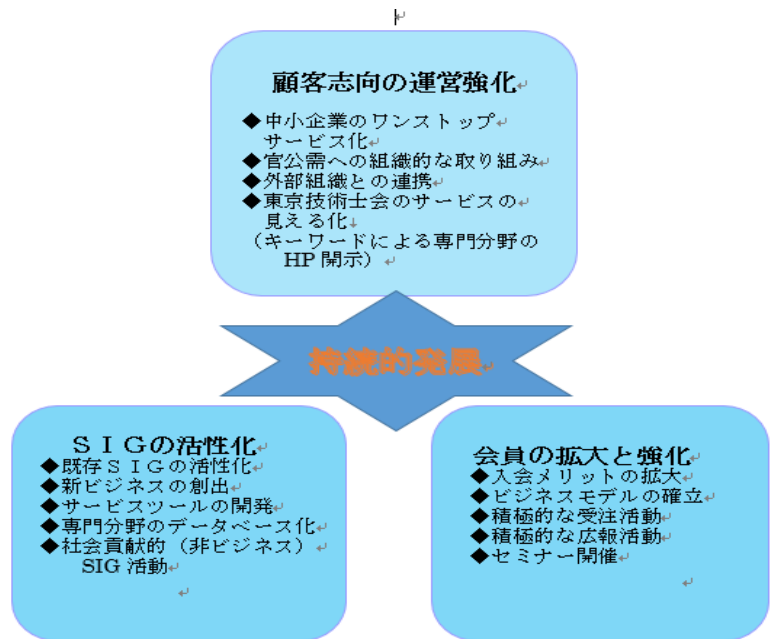 顧客志向の運営強化
◆中小企業のワンストップ
サービス化
◆官公需への組織的な取り組み
◆外部組織との連携
◆東京技術士会のサービスの
見える化
（キーワードによる専門分野の
HP 開示）
持続的発展
ＳＩＧの活性化
◆既存ＳＩＧの活性化
◆新ビジネスの創出
◆サービスツールの開発
◆専門分野のデータベース化
◆社会貢献的（非ビジネス）
SIG 活動
会員の拡大と強化
◆入会メリットの拡大
◆ビジネスモデルの確立
◆積極的な受注活動
◆積極的な広報活動
◆セミナー開催